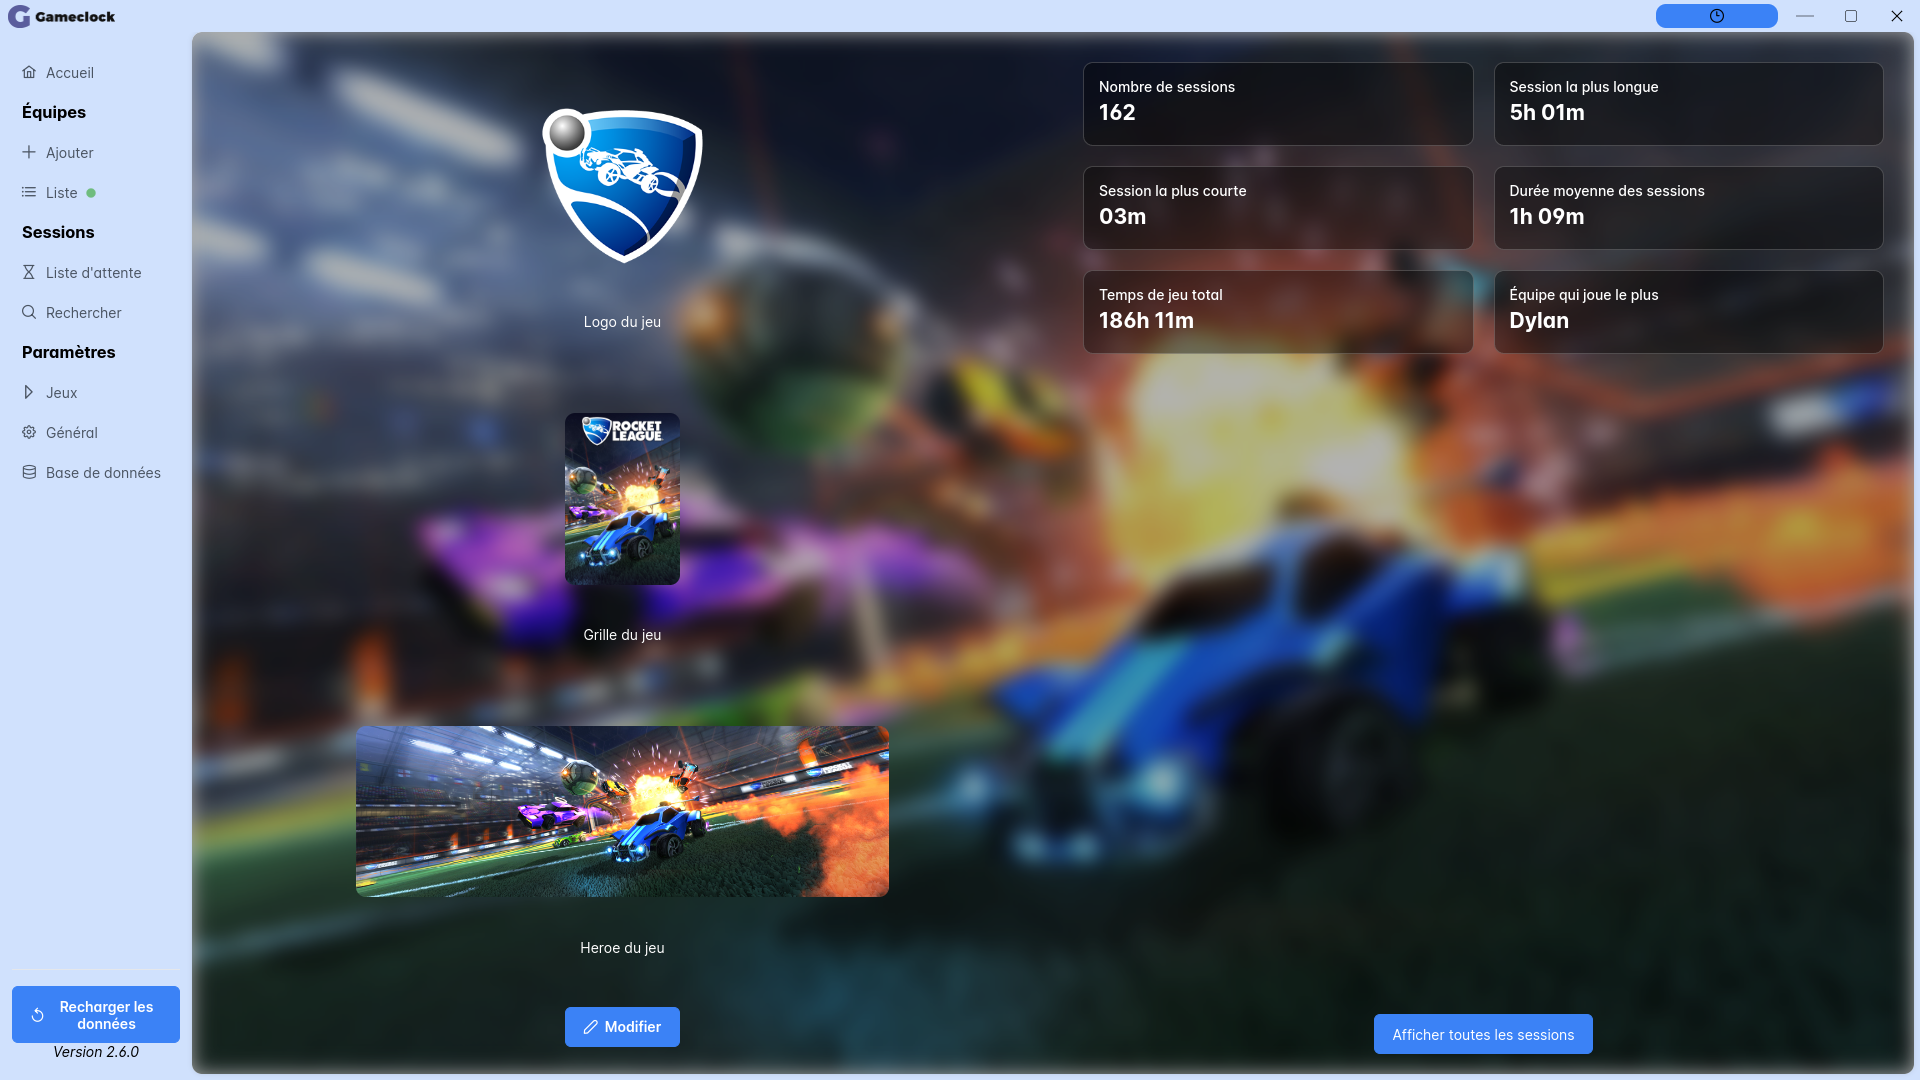 Gameclock
Accueil
Équipes
Ajouter
Liste
Sessions
Liste d'attente
Rechercher
Paramètres
Jeux
Général
Base de données
Recharger les
données
Version 2.6.0
Logo du jeu
ROCKET
LEAGUE
Grille du jeu
Heroe du jeu
Modifier
Nombre de sessions
162
Session la plus longue
5h 01m
Session la plus courte
03m
Durée moyenne des sessions
1h 09m
Temps de jeu total
186h 11m
Équipe qui joue le plus
Dylan
Afficher toutes les sessions